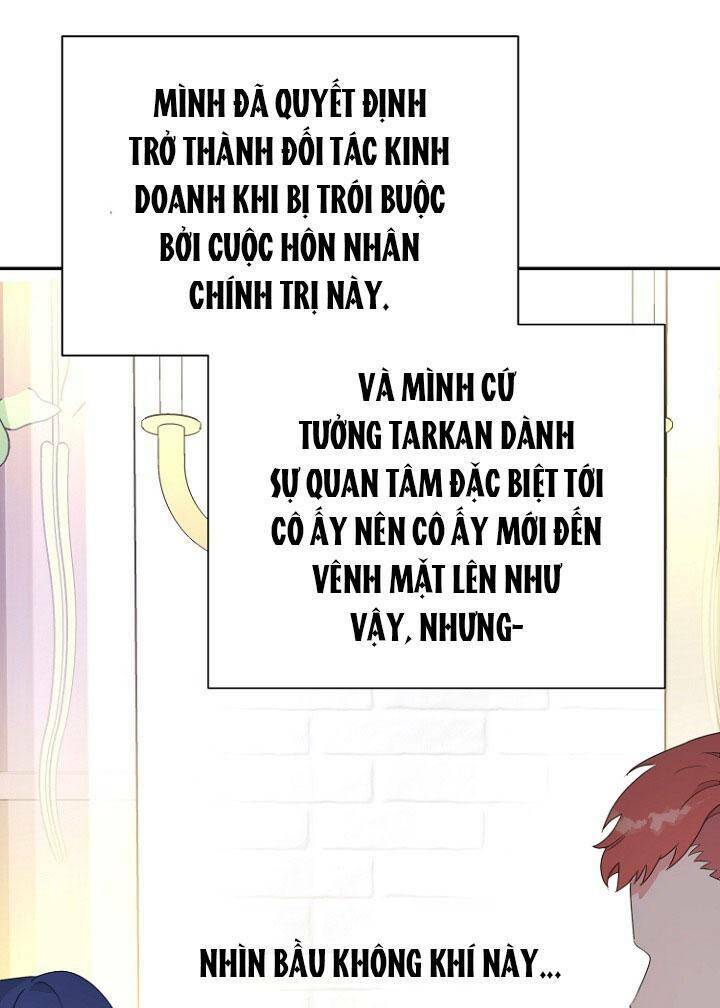 MÌNH ĐÃ QUYẾT ĐỊNH
TRỞ THÀNH ĐỐI TÁC KINH
DOANH KHI BỊ TRÓI BUỘC
BỞI CUỘC HÔN NHÂN
CHÍNH TRỊ NÀY.
VÀ MÌNH CỨ
TƯỞNG TARKAN DÀNH
SỰ QUAN TÂM ĐẶC BIỆT TỚI
CÔ ẤY NÊN CÔ ẤY MỚI ĐẾN
VÊNH MẶT LÊN NHƯ
VẬY, NHƯNG-
NHÌN BẦU KHÔNG KHÍ NÀY...